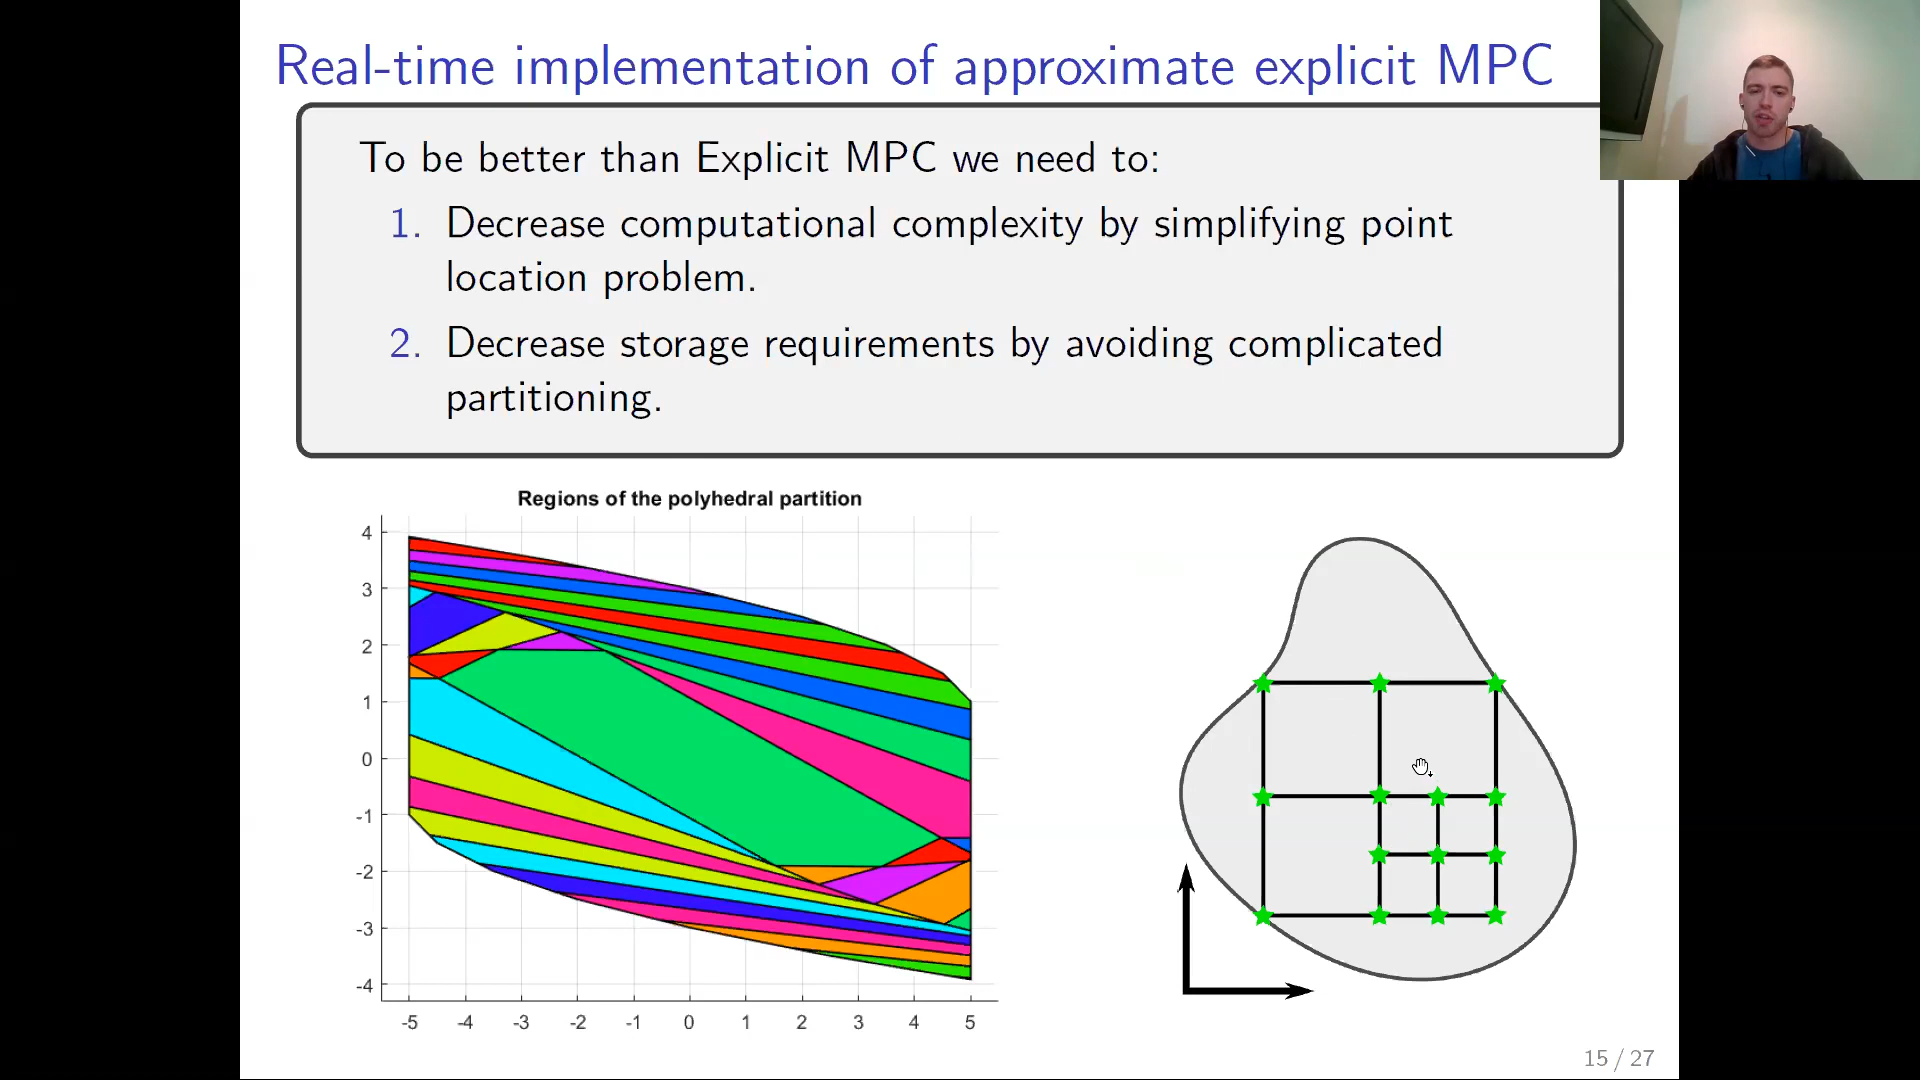 Real-time implementation of approximate explicit MPC
To be better than Explicit MPC we need to:
1. Decrease computational complexity by simplifying point
location problem.
2. Decrease storage requirements by avoiding complicated
partitioning.
Regions of the polyhedral partition
4
3
2
1
0
-1
-2
-3
-4
-5 -4 -3 -2 -1 0 1 2 3 4 5
15 / 27